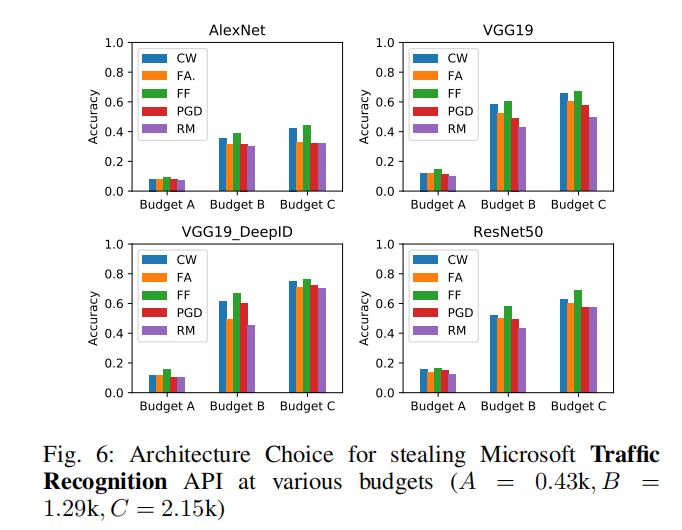 AlexNet
1.0
0.8
0.6
0.4
0.2
0.0
Accuracy
CW
FA.
FF
PGD
RM
Budget A Budget B Budget C
VGG19
1.0
0.8
0.6
0.4
0.2
0.0
Accuracy
CW
FA
FF
PGD
RM
Budget A Budget B Budget C
VGG19_DeepID
1.0
0.8
0.6
0.4
0.2
0.0
Accuracy
CW
FA
FF
PGD
RM
Budget A Budget B Budget C
ResNet50
1.0
0.8
0.6
0.4
0.2
0.0
Accuracy
CW
FA
FF
PGD
RM
Budget A Budget B Budget C
Fig. 6: Architecture Choice for stealing Microsoft Traffic
Recognition API at various budgets (A = 0.43k, B =
1.29k, C = 2.15k)